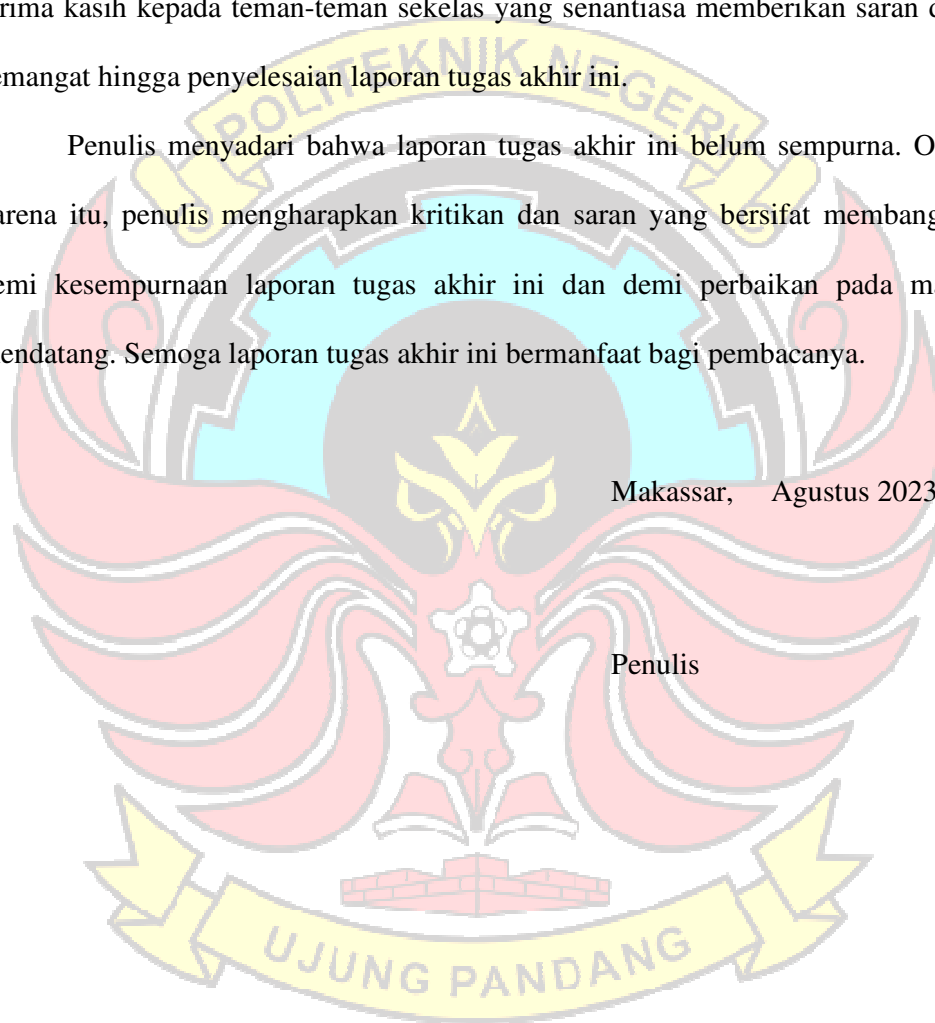 rima kasih kepada teman-teman sekelas yang senantiasa memberikan saran d
emangat hingga penyelesaian laporan tugas akhir ini.
Penulis menyadari bahwa laporan tugas akhir ini belum sempurna. O
arena itu, penulis mengharapkan kritikan dan saran yang bersifat membang
emi kesempurnaan laporan tugas akhir ini dan demi perbaikan pada m
endatang. Semoga laporan tugas akhir ini bermanfaat bagi pembacanya.
Makassar, Agustus 2023
Penulis
POLITEKNIK NEGERI
UJUNG PANDANG